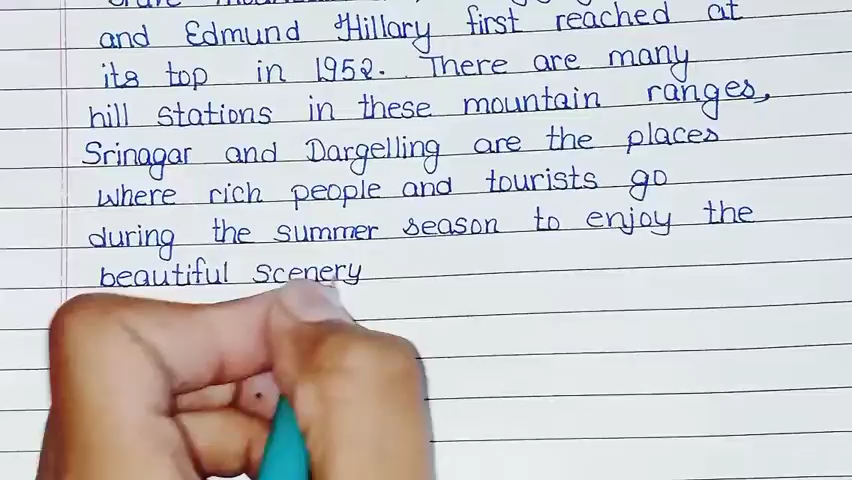 and Edmund Hillary first reached at
its top in 1952. There are many
hill stations in these mountain ranges,
Srinagar and Dargelling are the places
where rich people and tourists go
during the summer season to enjoy the
beautiful scenery